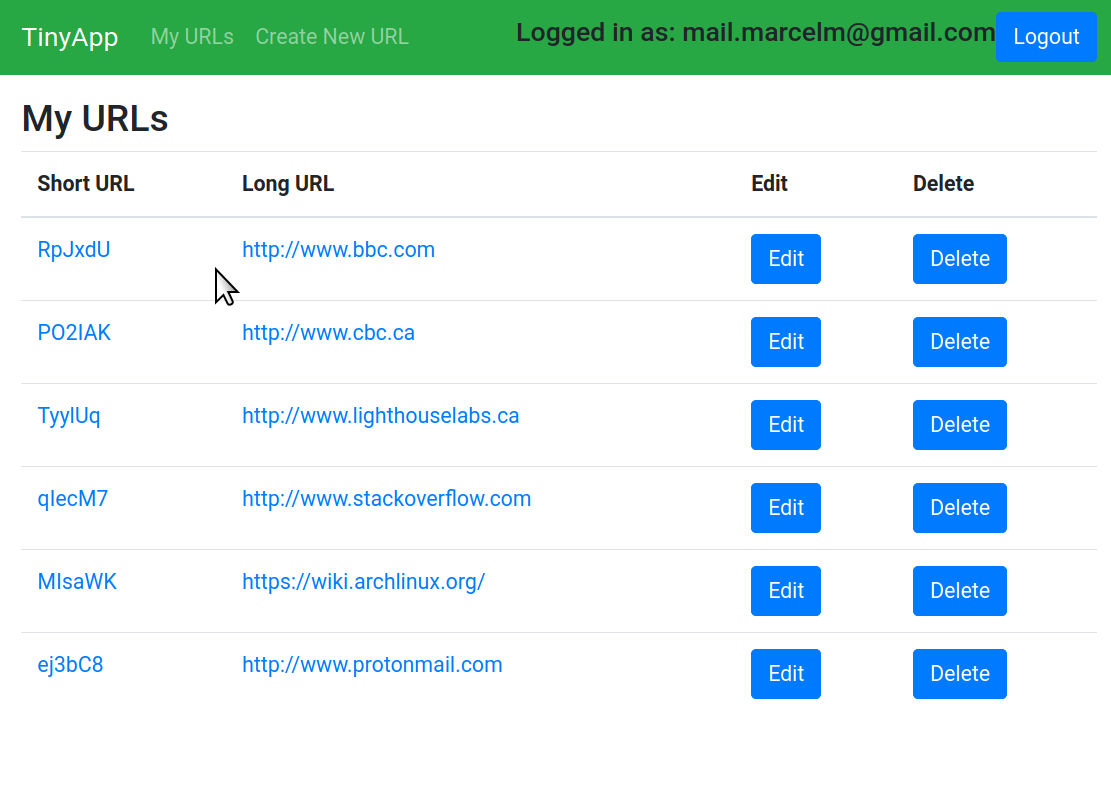 TinyApp My URLs Create New URL Logged in as: mail.marcelm@gmail.com Logout
My URLs
Short URL Long URL Edit Delete
RpJxdU http://www.bbc.com Edit Delete
PO2IAK http://www.cbc.ca Edit Delete
TyylUq http://www.lighthouselabs.ca Edit Delete
qIecM7 http://www.stackoverflow.com Edit Delete
MIsaWK https://wiki.archlinux.org/ Edit Delete
ej3bC8 http://www.protonmail.com Edit Delete